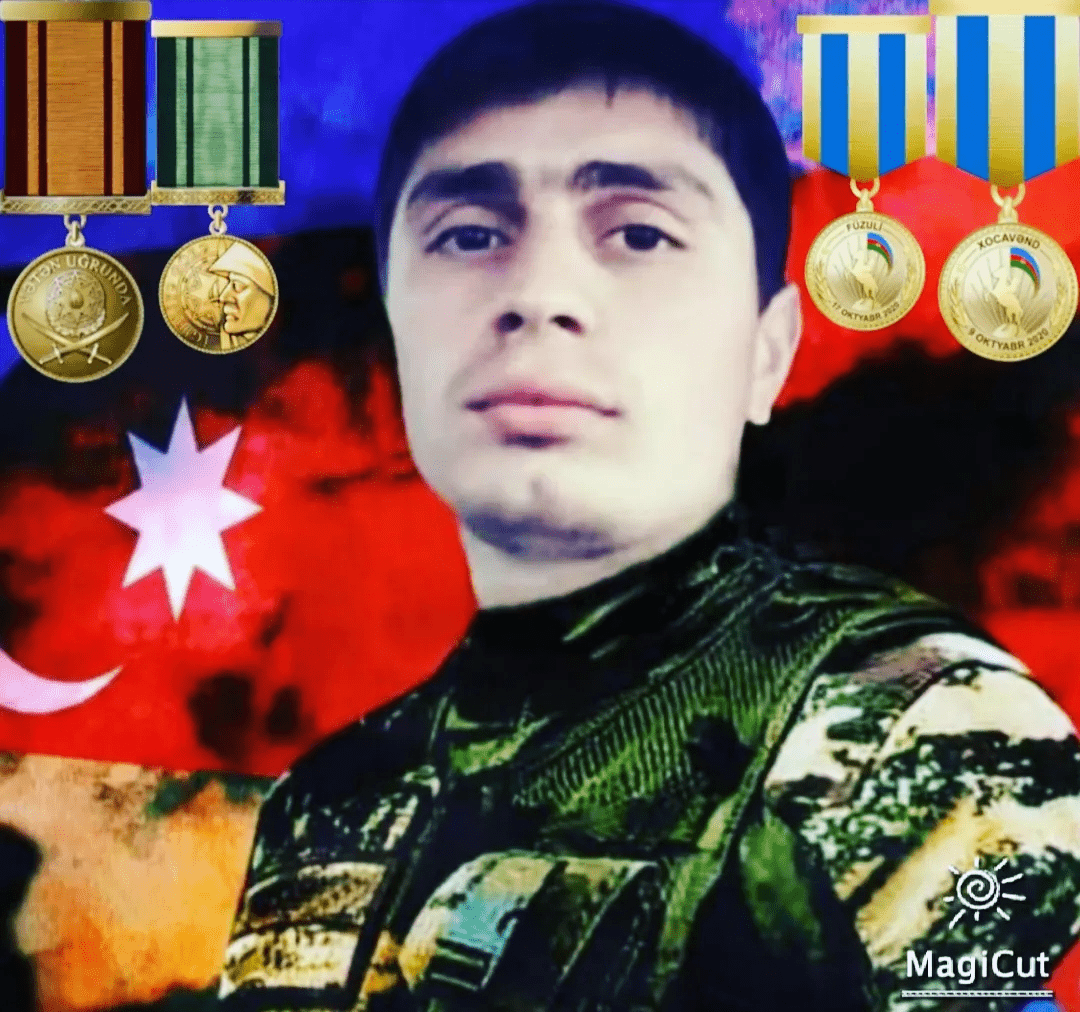 VƏTƏN UĞRUNDA
FÜZULİ
17 OKTYABR 2020
XOCAVƏND
9 OKTYABR 2020
MagiCut